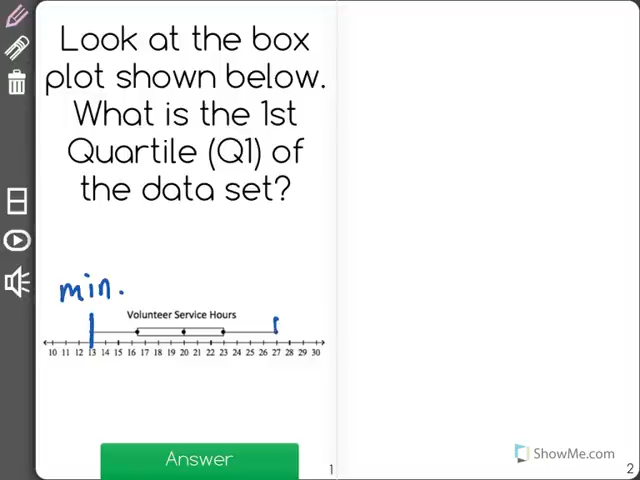 Look at the box
plot shown below.
What is the 1st
Quartile (Q1) of
the data set?
min.
Volunteer Service Hours
10 11 12 13 14 15 16 17 18 19 20 21 22 23 24 25 26 27 28 29 30
Answer
1
ShowMe.com
2